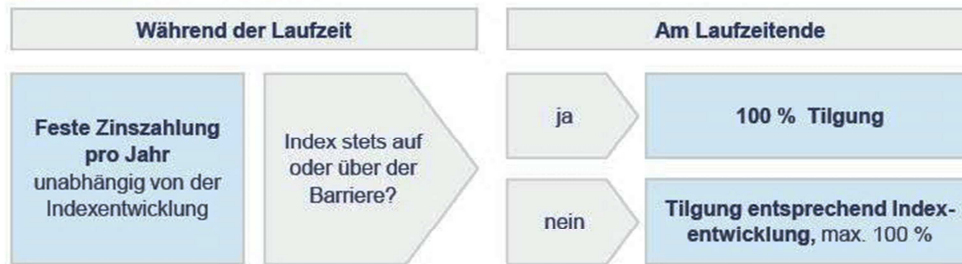 Während der Laufzeit
Am Laufzeitende
Feste Zinszahlung
pro Jahr
unabhängig von der
Indexentwicklung
Index stets auf
oder über der
Barriere?
ja
100 % Tilgung
nein
Tilgung entsprechend Index-
entwicklung, max. 100 %